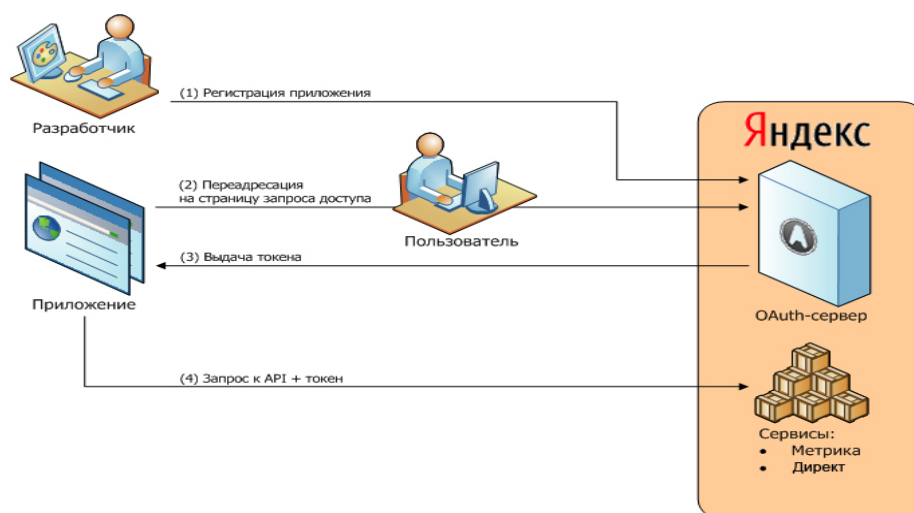 (1) Регистрация приложения
Разработчик
Яндекс
(2) Переадресация
на страницу запроса доступа
Пользователь
(3) Выдача токена
Приложение
OAuth-сервер
(4) Запрос к API + токен
Сервисы:
• Метрика
• Директ